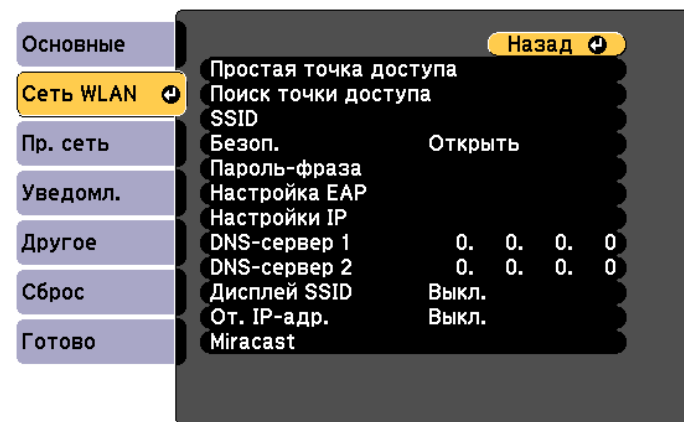 Основные
Сеть WLAN
Пр. сеть
Уведомл.
Другое
Сброс
Готово
Назад
Простая точка доступа
Поиск точки доступа
SSID
Безоп. Открыть
Пароль-фраза
Настройка EAP
Настройки IP
DNS-сервер 1 0. 0. 0. 0
DNS-сервер 2 0. 0. 0. 0
Дисплей SSID Выкл.
От. IP-адр. Выкл.
Miracast